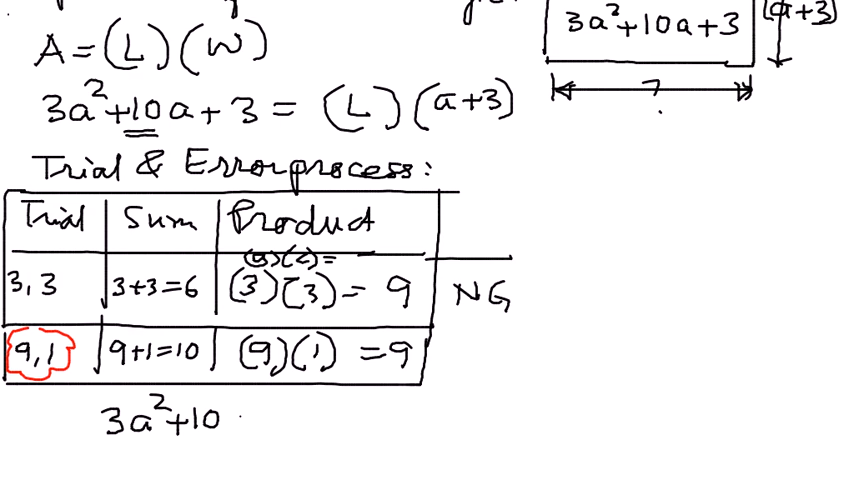 3a²+10a+3
(a+3)
A=(L)(W)
?
3a²+10a+3 = (L)(a+3)
Trial & Error process:
Trial Sum Product
3,3 3+3=6 (3)(3)= 9 NG
9,1 9+1=10 (9)(1) =9
3a²+10